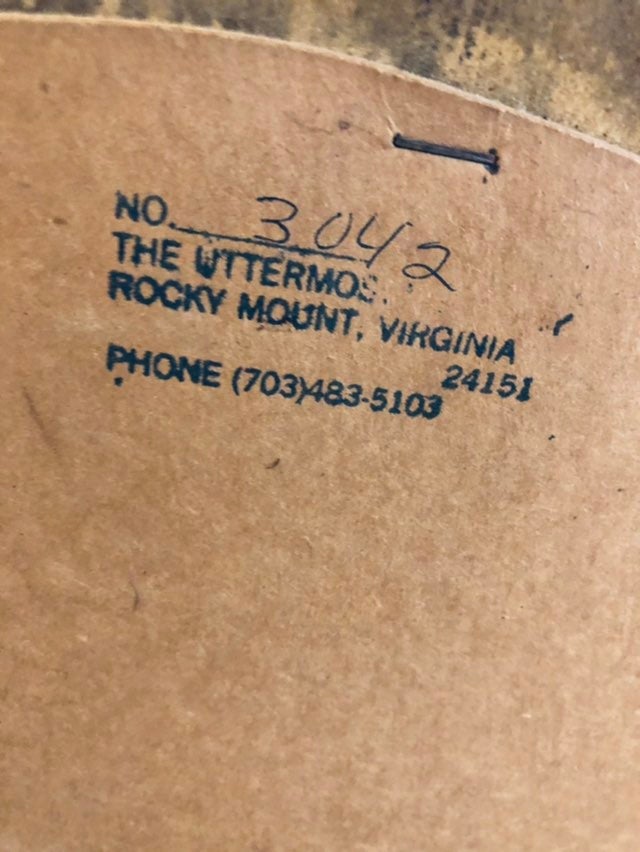 NO. 3042
THE UTTERMOS
ROCKY MOUNT, VIRGINIA
24151
PHONE (703)483-5103